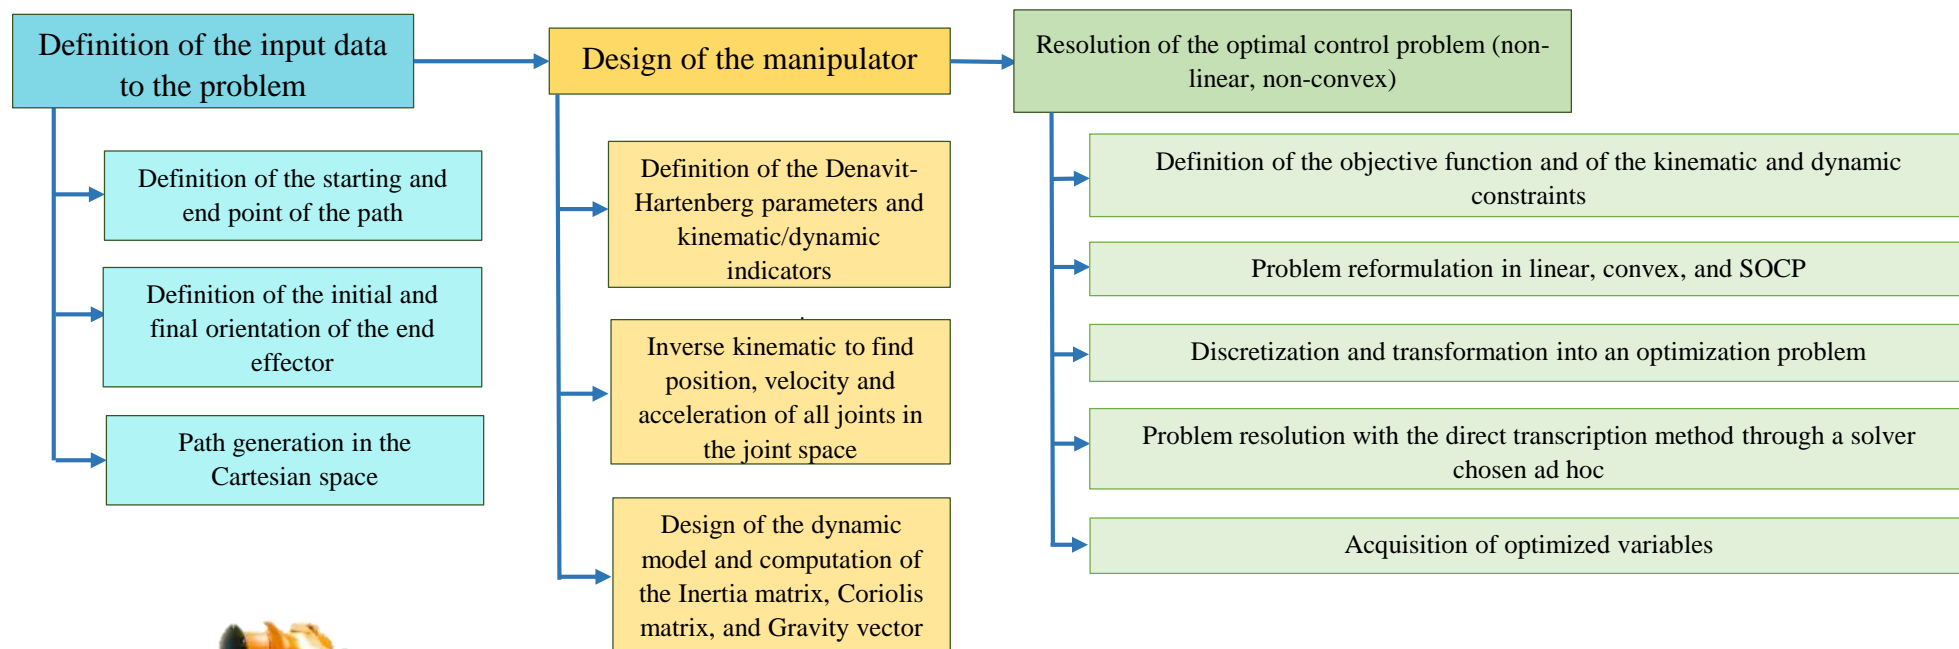 Definition of the input data
to the problem
Definition of the starting and
end point of the path
Definition of the initial and
final orientation of the end
effector
Path generation in the
Cartesian space
Design of the manipulator
Definition of the Denavit-
Hartenberg parameters and
kinematic/dynamic
indicators
Inverse kinematic to find
position, velocity and
acceleration of all joints in
the joint space
Design of the dynamic
model and computation of
the Inertia matrix, Coriolis
matrix, and Gravity vector
Resolution of the optimal control problem (non-
linear, non-convex)
Definition of the objective function and of the kinematic and dynamic
constraints
Problem reformulation in linear, convex, and SOCP
Discretization and transformation into an optimization problem
Problem resolution with the direct transcription method through a solver
chosen ad hoc
Acquisition of optimized variables